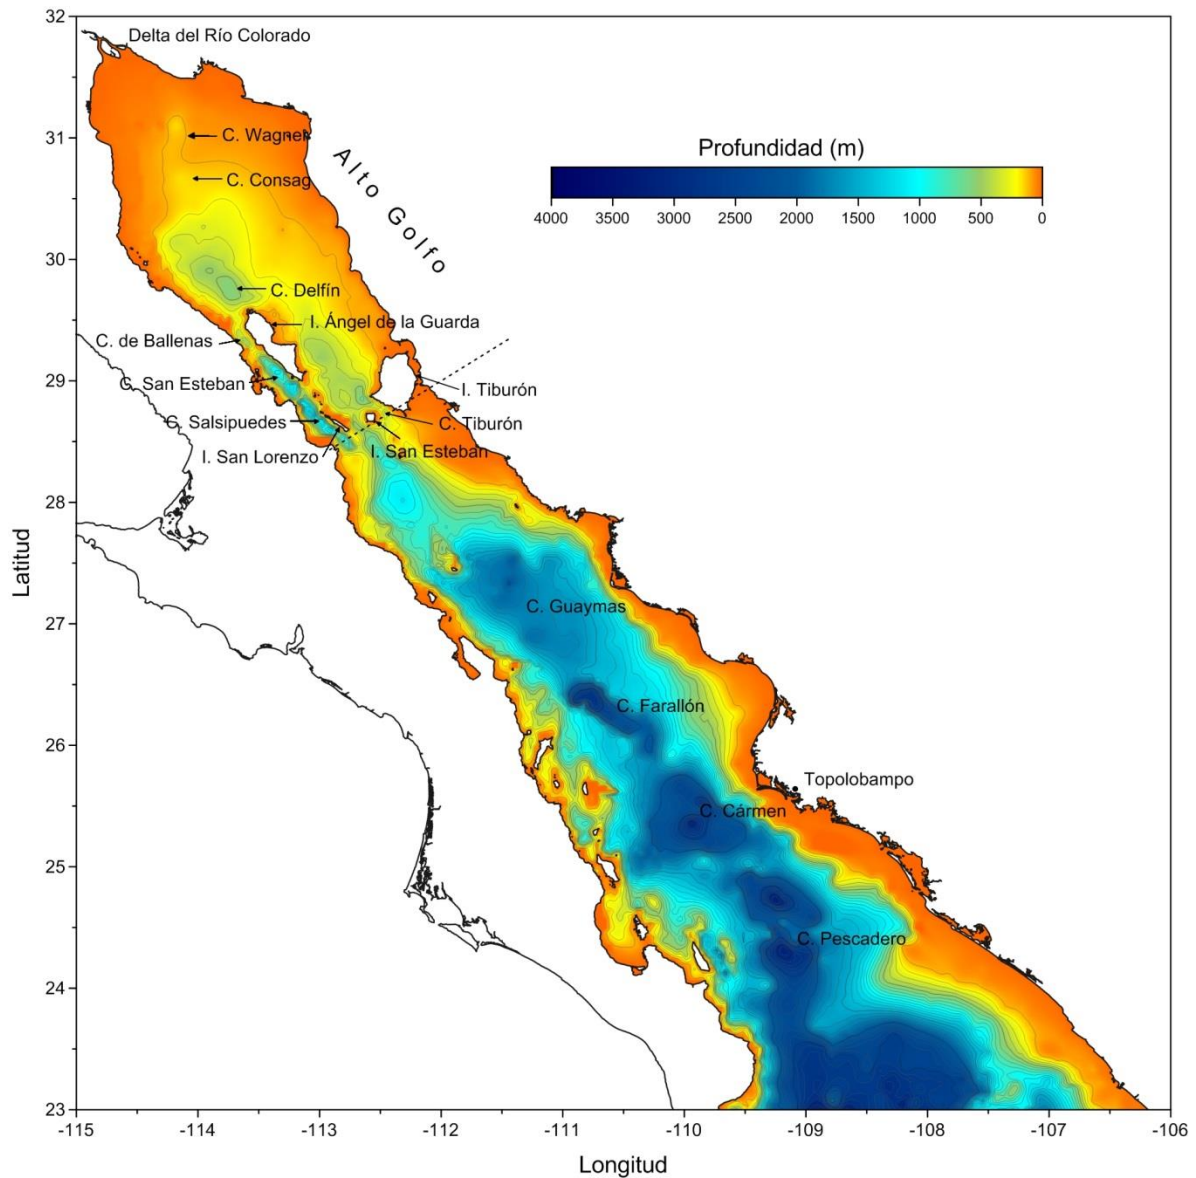 32
Delta del Río Colorado
31
C. Wagner
Alto Golfo
Profundidad (m)
C. Consag
4000 3500 3000 2500 2000 1500 1000 500 0
30
C. Delfín
I. Ángel de la Guarda
C. de Ballenas
29
C. San Esteban
I. Tiburón
C. Salsipuedes
C. Tiburón
I. San Lorenzo
I. San Esteban
28
Latitud
27
C. Guaymas
C. Farallón
26
Topolobampo
C. Cármen
25
C. Pescadero
24
23
-115 -114 -113 -112 -111 -110 -109 -108 -107 -106
Longitud